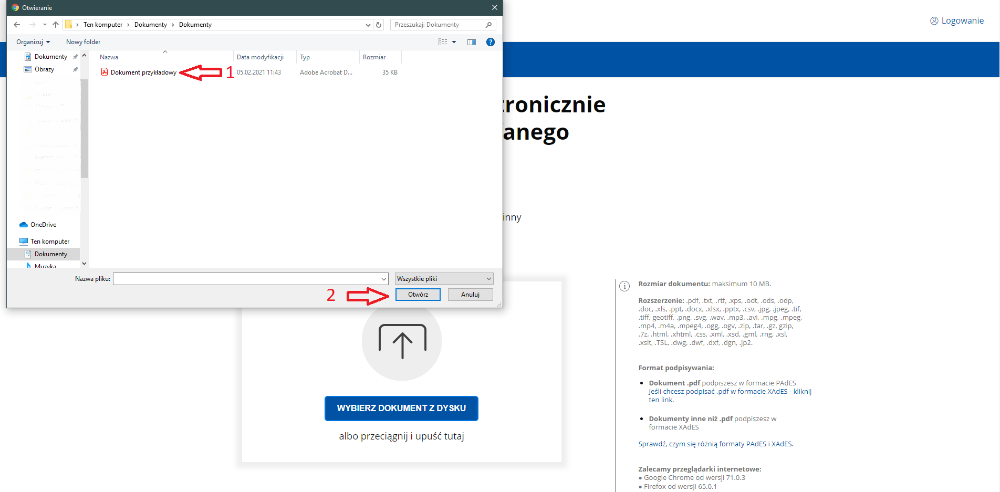 Otwieranie
Ten komputer > Dokumenty > Dokumenty
Przeszukaj: Dokumenty
Organizuj
Nowy folder
Dokumenty
Obrazy
OneDrive
Ten komputer
Dokumenty
Muzyka
Nazwa
Data modyfikacji
Typ
Rozmiar
Dokument przykładowy
1
05.02.2021 11:43
Adobe Acrobat D...
35 KB
Nazwa pliku:
Wszystkie pliki
2
Otwórz
Anuluj
Logowanie
tronicznie
anego
inny
WYBIERZ DOKUMENT Z DYSKU
albo przeciągnij i upuść tutaj
Rozmiar dokumentu: maksimum 10 MB.
Rozszerzenie: .pdf, .txt, .rtf, .xps, .odt, .ods, .odp,
.doc, .xls, .ppt, .docx, .xlsx, .pptx, .csv, .jpg, .jpeg, .tif,
.tiff, geotiff, .png, .svg, .wav, .mp3, .avi, .mpg, .mpeg,
.mp4, .m4a, .mpeg4, .ogg, .ogv, .zip, .tar, .gz, gzip,
.7z, .html, .xhtml, .css, .xml, .xsd, .gml, .rng, .xsl,
.xslt, .TSL, .dwg, .dwf, .dxf, .dgn, .jp2.
Format podpisywania:
• Dokument .pdf podpiszesz w formacie PAdES
Jeśli chcesz podpisać .pdf w formacie XAdES - kliknij
ten link.
• Dokumenty inne niż .pdf podpiszesz w
formacie XAdES
Sprawdź, czym się różnią formaty PAdES i XAdES.
Zalecamy przeglądarki internetowe:
● Google Chrome od wersji 71.0.3
● Firefox od wersji 65.0.1